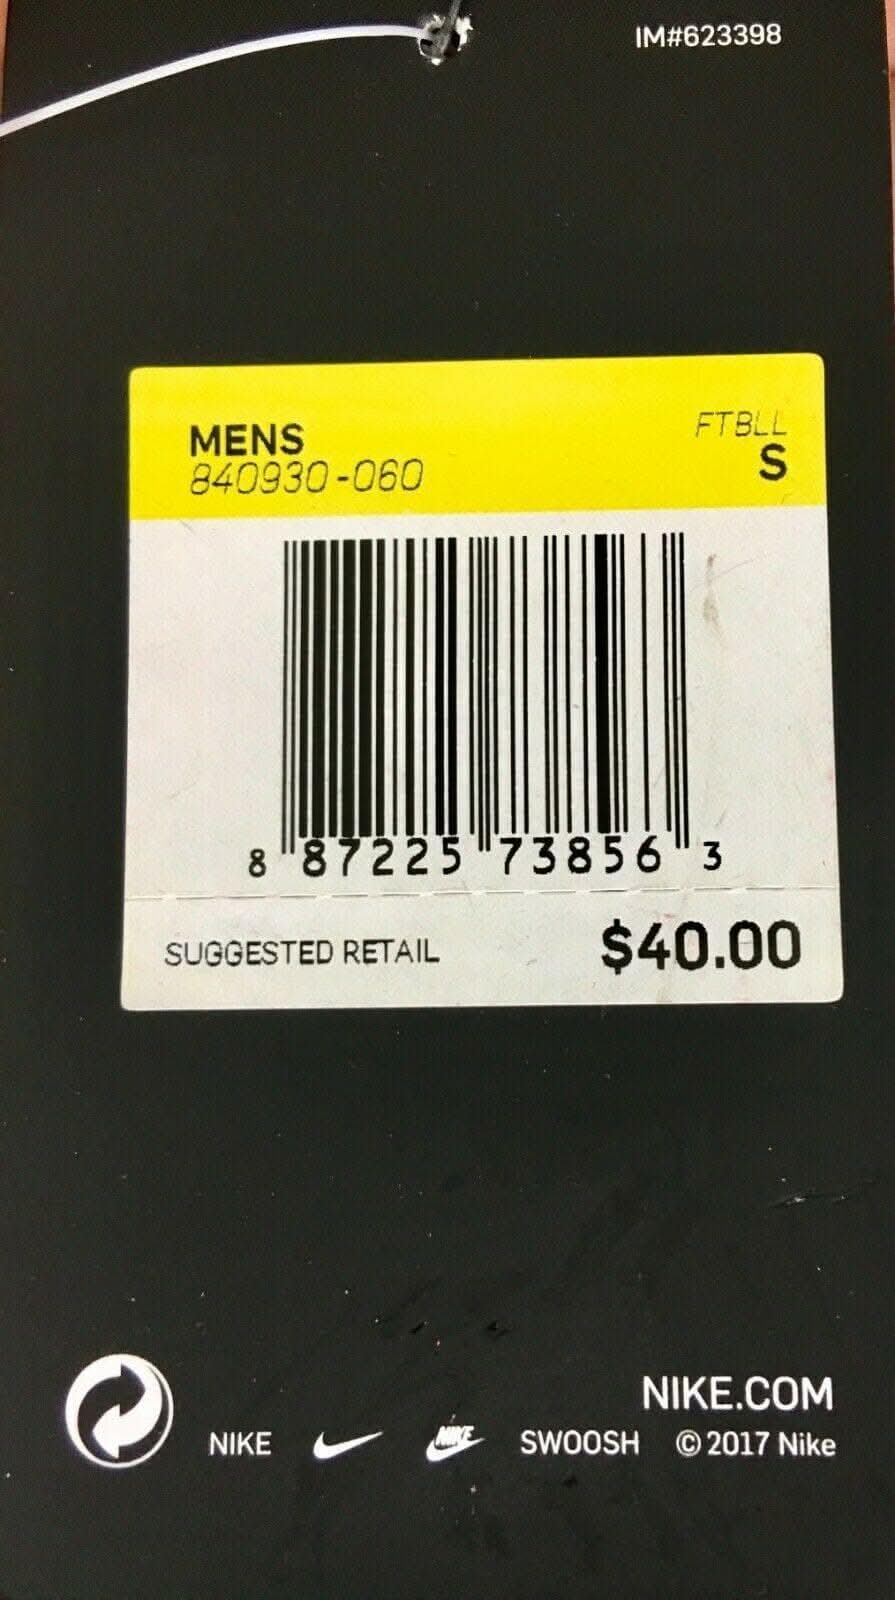 IM#623398
MENS FTBLL
840930-060 S
8 87225 73856 3
SUGGESTED RETAIL $40.00
NIKE.COM
NIKE NIKE SWOOSH © 2017 Nike